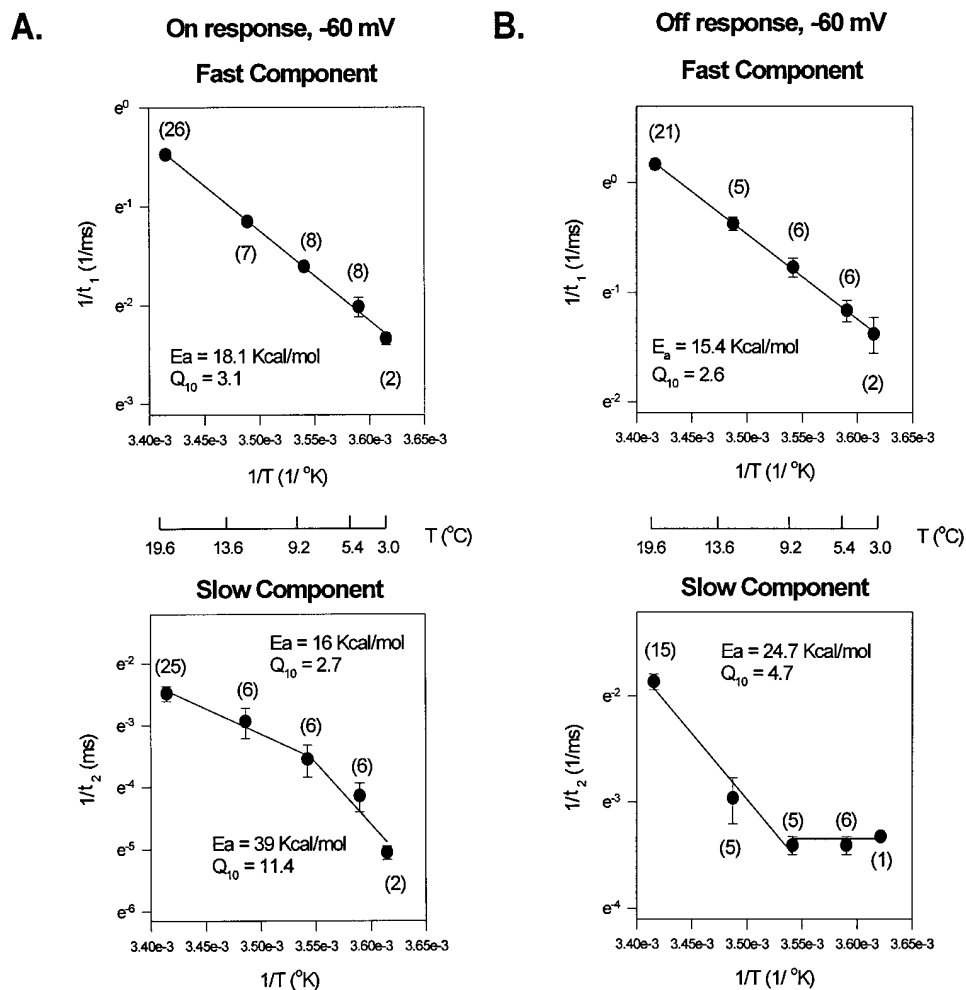 A.
On response, -60 mV
Fast Component
e⁰
e⁻¹
e⁻²
e⁻³
1/t₁ (1/ms)
(26)
(7)
(8)
(8)
(2)
Ea = 18.1 Kcal/mol
Q₁₀ = 3.1
3.40e-3 3.45e-3 3.50e-3 3.55e-3 3.60e-3 3.65e-3
1/T (1/ °K)
19.6 13.6 9.2 5.4 3.0
T (°C)
Slow Component
e⁻²
e⁻³
e⁻⁴
e⁻⁵
e⁻⁶
1/t₂ (ms)
(25)
(6)
(6)
(6)
(2)
Ea = 16 Kcal/mol
Q₁₀ = 2.7
Ea = 39 Kcal/mol
Q₁₀ = 11.4
3.40e-3 3.45e-3 3.50e-3 3.55e-3 3.60e-3 3.65e-3
1/T (°K)
B.
Off response, -60 mV
Fast Component
e⁰
e⁻¹
e⁻²
1/t₁ (1/ms)
(21)
(5)
(6)
(6)
(2)
Eₐ = 15.4 Kcal/mol
Q₁₀ = 2.6
3.40e-3 3.45e-3 3.50e-3 3.55e-3 3.60e-3 3.65e-3
1/T (1/ °K)
19.6 13.6 9.2 5.4 3.0
T (°C)
Slow Component
e⁻²
e⁻³
e⁻⁴
1/t₂ (1/ms)
(15)
(5)
(5)
(6)
(1)
Ea = 24.7 Kcal/mol
Q₁₀ = 4.7
3.40e-3 3.45e-3 3.50e-3 3.55e-3 3.60e-3 3.65e-3
1/T (1/ °K)